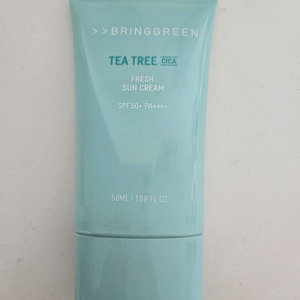 >>BRINGGREEN
TEA TREE CICA
FRESH
SUN CREAM
SPF50+ PA++++
50ML | 1.69 FL.OZ